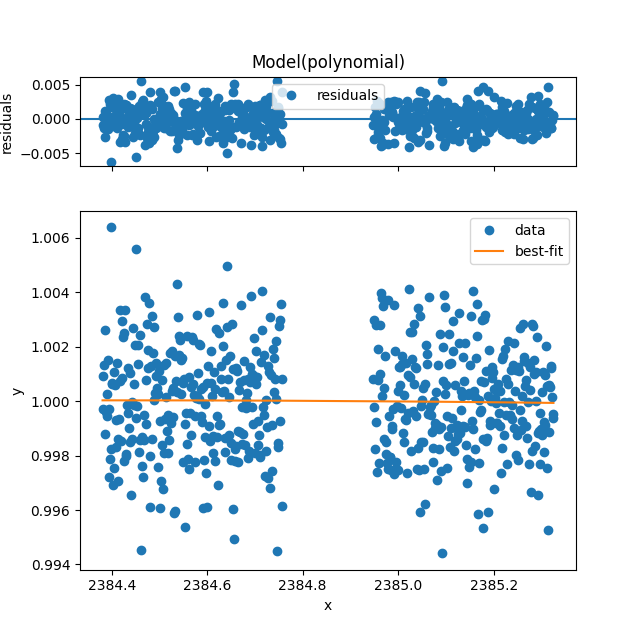 Model(polynomial)
0.005
0.000
−0.005
residuals
residuals
1.006
1.004
1.002
1.000
0.998
0.996
0.994
y
data
best-fit
2384.4 2384.6 2384.8 2385.0 2385.2
x